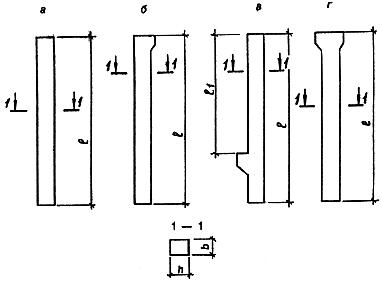 а б в г
1 1 ℓ
1 1 ℓ
1 1 ℓ1 ℓ
1 1 ℓ
1 — 1
b
h